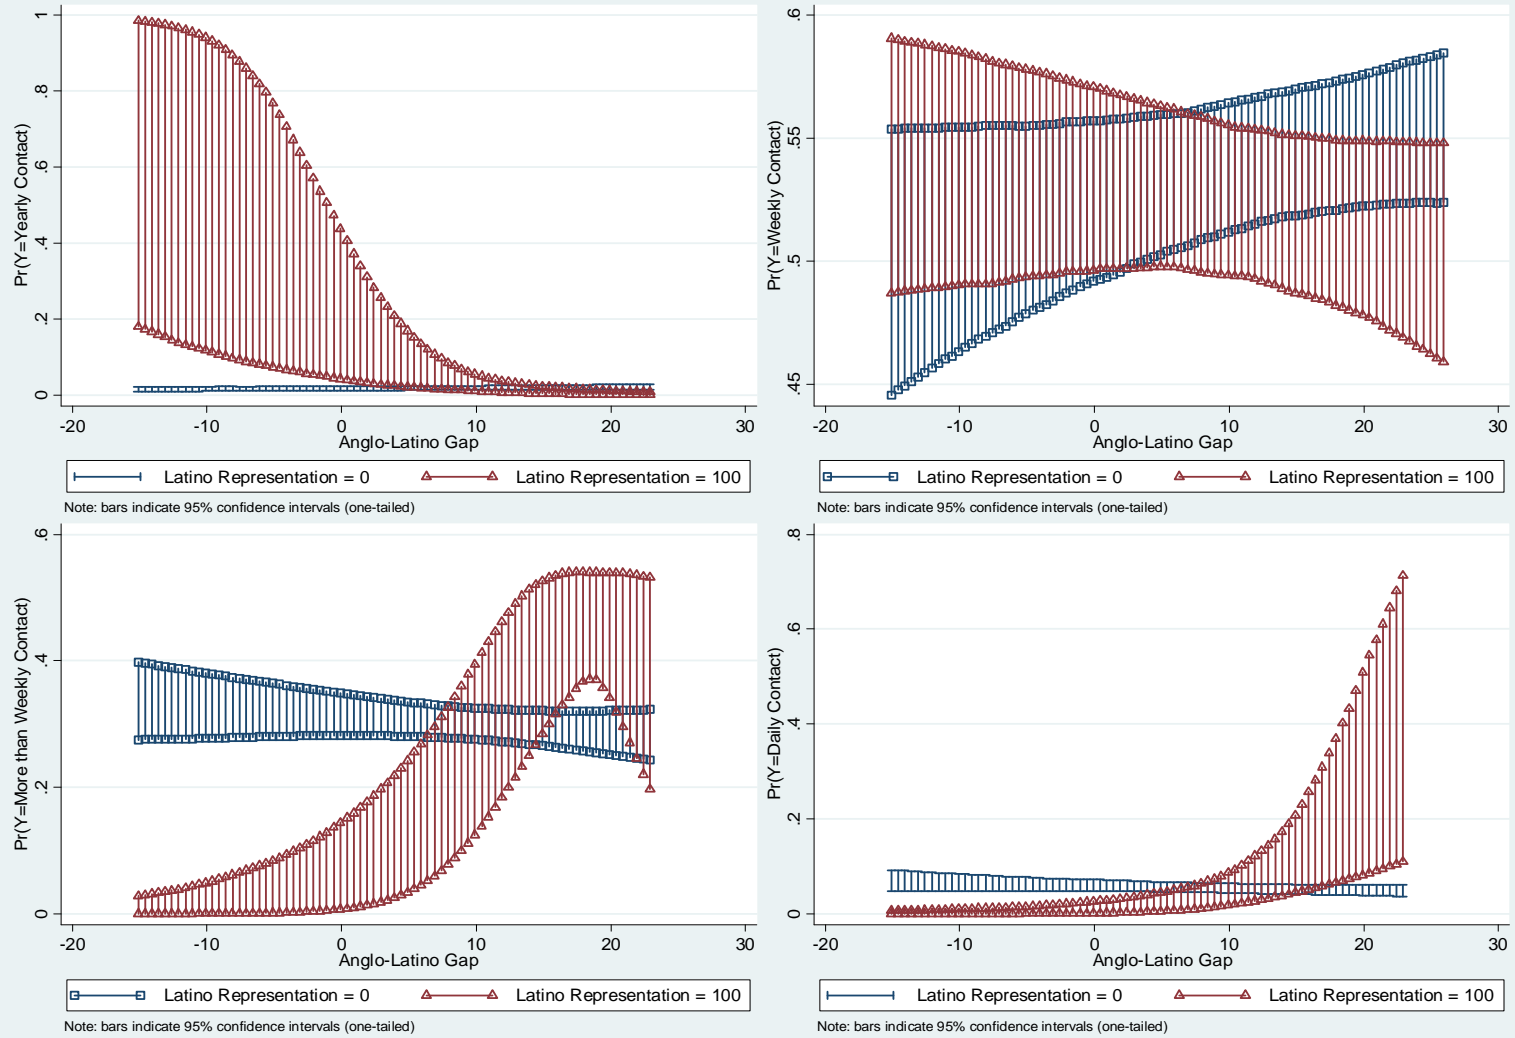 Pr(Y=Yearly Contact)
1
.8
.6
.4
.2
0
-20 -10 0 10 20 30
Anglo-Latino Gap
Latino Representation = 0 Latino Representation = 100
Note: bars indicate 95% confidence intervals (one-tailed)
Pr(Y=Weekly Contact)
.6
.55
.5
.45
-20 -10 0 10 20 30
Anglo-Latino Gap
Latino Representation = 0 Latino Representation = 100
Note: bars indicate 95% confidence intervals (one-tailed)
Pr(Y=More than Weekly Contact)
.6
.4
.2
0
-20 -10 0 10 20 30
Anglo-Latino Gap
Latino Representation = 0 Latino Representation = 100
Note: bars indicate 95% confidence intervals (one-tailed)
Pr(Y=Daily Contact)
.8
.6
.4
.2
0
-20 -10 0 10 20 30
Anglo-Latino Gap
Latino Representation = 0 Latino Representation = 100
Note: bars indicate 95% confidence intervals (one-tailed)